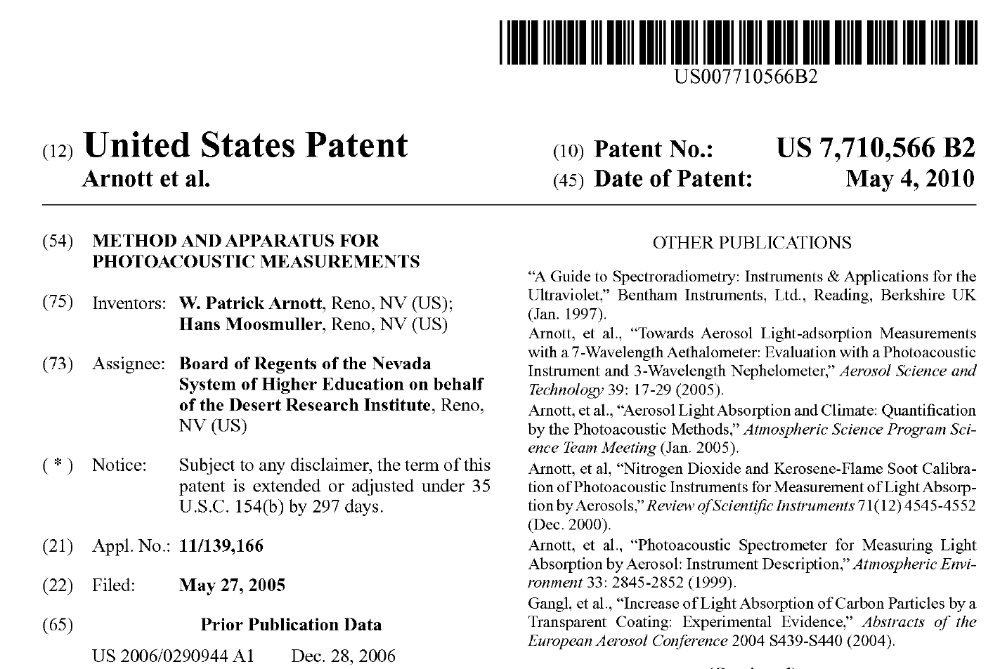 US007710566B2
(12) United States Patent
Arnott et al.
(10) Patent No.: US 7,710,566 B2
(45) Date of Patent: May 4, 2010
(54) METHOD AND APPARATUS FOR
PHOTOACOUSTIC MEASUREMENTS
(75) Inventors: W. Patrick Arnott, Reno, NV (US);
Hans Moosmuller, Reno, NV (US)
(73) Assignee: Board of Regents of the Nevada
System of Higher Education on behalf
of the Desert Research Institute, Reno,
NV (US)
( * ) Notice: Subject to any disclaimer, the term of this
patent is extended or adjusted under 35
U.S.C. 154(b) by 297 days.
(21) Appl. No.: 11/139,166
(22) Filed: May 27, 2005
(65) Prior Publication Data
US 2006/0290944 A1 Dec. 28, 2006
OTHER PUBLICATIONS
“A Guide to Spectroradiometry: Instruments & Applications for the
Ultraviolet,” Bentham Instruments, Ltd., Reading, Berkshire UK
(Jan. 1997).
Arnott, et al., “Towards Aerosol Light-adsorption Measurements
with a 7-Wavelength Aethalometer: Evaluation with a Photoacoustic
Instrument and 3-Wavelength Nephelometer,” Aerosol Science and
Technology 39: 17-29 (2005).
Arnott, et al., “Aerosol Light Absorption and Climate: Quantification
by the Photoacoustic Methods,” Atmospheric Science Program Sci-
ence Team Meeting (Jan. 2005).
Arnott, et al, “Nitrogen Dioxide and Kerosene-Flame Soot Calibra-
tion of Photoacoustic Instruments for Measurement of Light Absorp-
tion by Aerosols,” Review of Scientific Instruments 71(12) 4545-4552
(Dec. 2000).
Arnott, et al., “Photoacoustic Spectrometer for Measuring Light
Absorption by Aerosol: Instrument Description,” Atmospheric Envi-
ronment 33: 2845-2852 (1999).
Gangl, et al., “Increase of Light Absorption of Carbon Particles by a
Transparent Coating: Experimental Evidence,” Abstracts of the
European Aerosol Conference 2004 S439-S440 (2004).